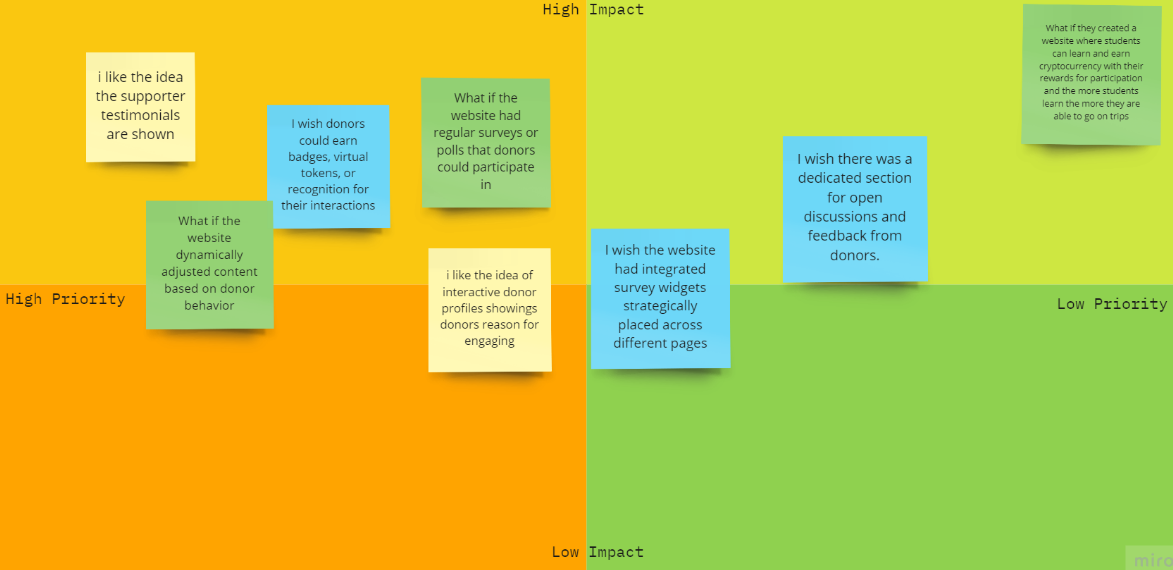 High Impact
i like the idea
the supporter
testimonials
are shown
I wish donors
could earn
badges, virtual
tokens, or
recognition for
their interactions
What if the
website had
regular surveys or
polls that donors
could participate
in
What if they created a
website where students
can learn and earn
cryptocurrency with their
rewards for participation
and the more students
learn the more they are
able to go on trips
I wish there was a
dedicated section
for open
discussions and
feedback from
donors.
What if the
website
dynamically
adjusted content
based on donor
behavior
i like the idea of
interactive donor
profiles showings
donors reason for
engaging
I wish the website
had integrated
survey widgets
strategically
placed across
different pages
High Priority
Low Priority
Low Impact
miro